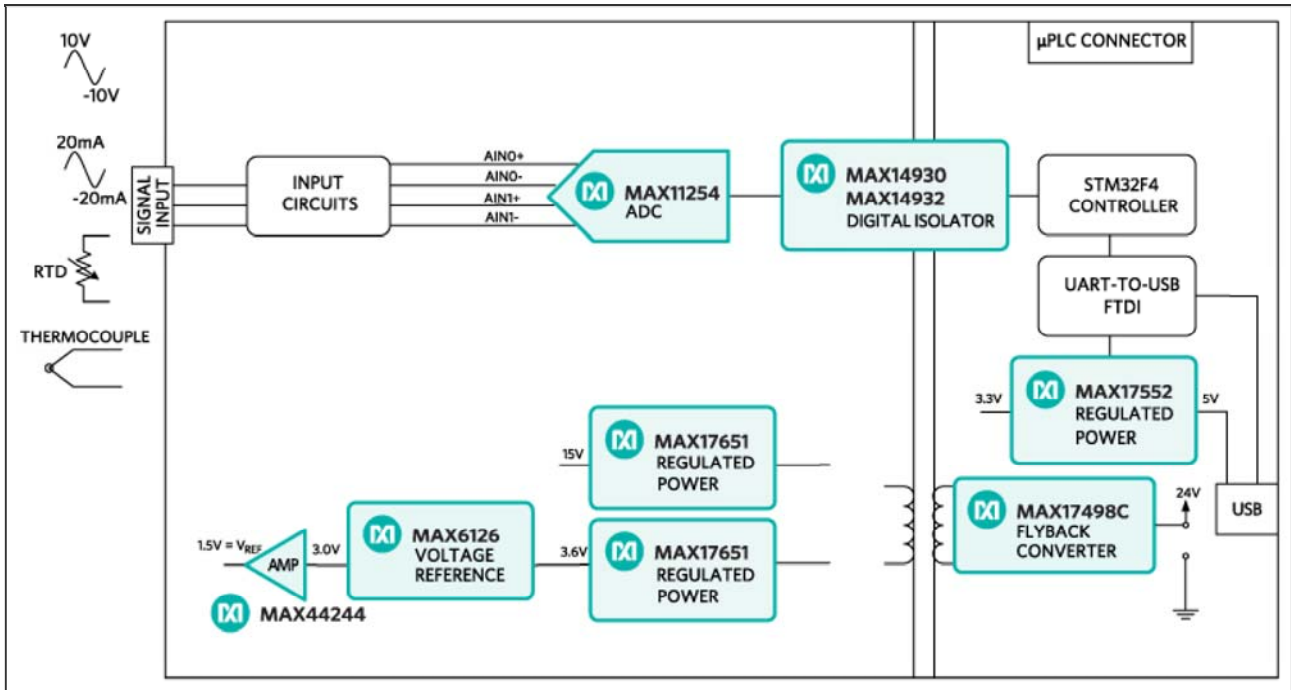 10V
-10V
20mA
-20mA
RTD
THERMOCOUPLE
SIGNAL
INPUT
INPUT
CIRCUITS
AIN0+
AIN0-
AIN1+
AIN1-
MAX11254
ADC
MAX14930
MAX14932
DIGITAL ISOLATOR
µPLC CONNECTOR
STM32F4
CONTROLLER
UART-TO-USB
FTDI
3.3V
MAX17552
REGULATED
POWER
5V
USB
15V
MAX17651
REGULATED
POWER
1.5V = VREF
AMP
MAX44244
3.0V
MAX6126
VOLTAGE
REFERENCE
3.6V
MAX17651
REGULATED
POWER
MAX17498C
FLYBACK
CONVERTER
24V